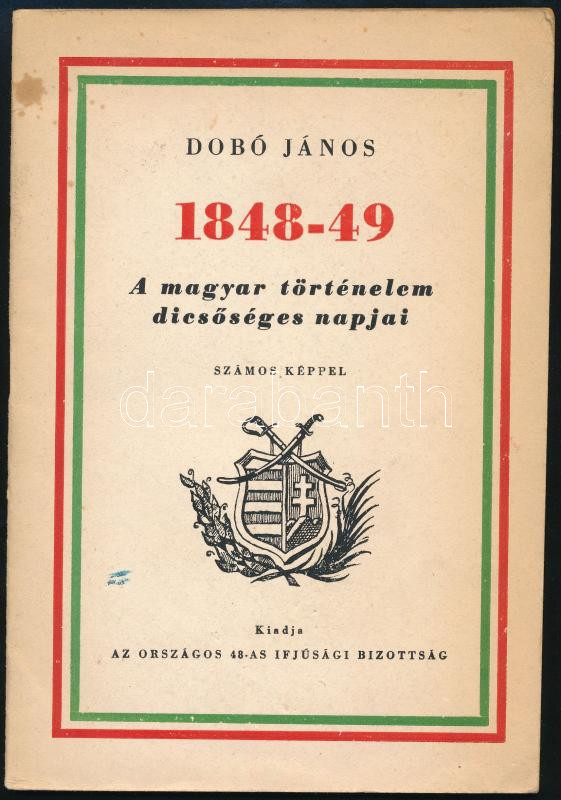 DOBÓ JÁNOS
1848-49
A magyar történelem
dicsőséges napjai
SZÁMOS KÉPPEL
darabanth
Kiadja
AZ ORSZÁGOS 48-AS IFJÚSÁGI BIZOTTSÁG